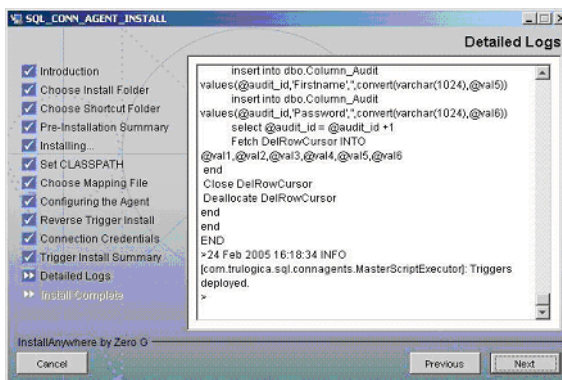 SQL_CONN_AGENT_INSTALL
Detailed Logs
Introduction
Choose Install Folder
Choose Shortcut Folder
Pre-Installation Summary
Installing...
Set CLASSPATH
Choose Mapping File
Configuring the Agent
Reverse Trigger Install
Connection Credentials
Trigger Install Summary
Detailed Logs
Install Complete
insert into dbo.Column_Audit
values(@audit_id,'Firstname','',convert(varchar(1024),@val5))
insert into dbo.Column_Audit
values(@audit_id,'Password','',convert(varchar(1024),@val6))
select @audit_id = @audit_id +1
Fetch DelRowCursor INTO
@val1,@val2,@val3,@val4,@val5,@val6
end
Close DelRowCursor
Deallocate DelRowCursor
end
end
END
>24 Feb 2005 16:18:34 INFO
[com.trulogica.sql.connagents.MasterScriptExecutor]: Triggers
deployed.
>
InstallAnywhere by Zero G
Cancel
Previous
Next